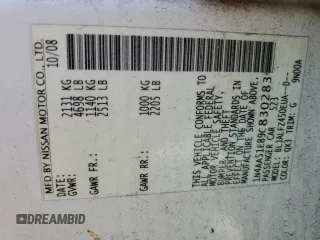 MFD BY NISSAN MOTOR CO., LTD.
10/08
GVWR
2131 KG
4698 LB
GAWR FR
1140 KG
2513 LB
GAWR RR
1000 KG
2205 LB
THIS VEHICLE CONFORMS TO
ALL APPLICABLE FEDERAL
MOTOR VEHICLE SAFETY, BUMPER
AND THEFT PREVENTION
STANDARDS IN EFFECT ON THE
DATE OF MANUFACTURE
SHOWN ABOVE.
1N4AA51E89C830283
PASSENGER CAR
COLOR: QX3 TRIM: G
DREAMBID
COPART